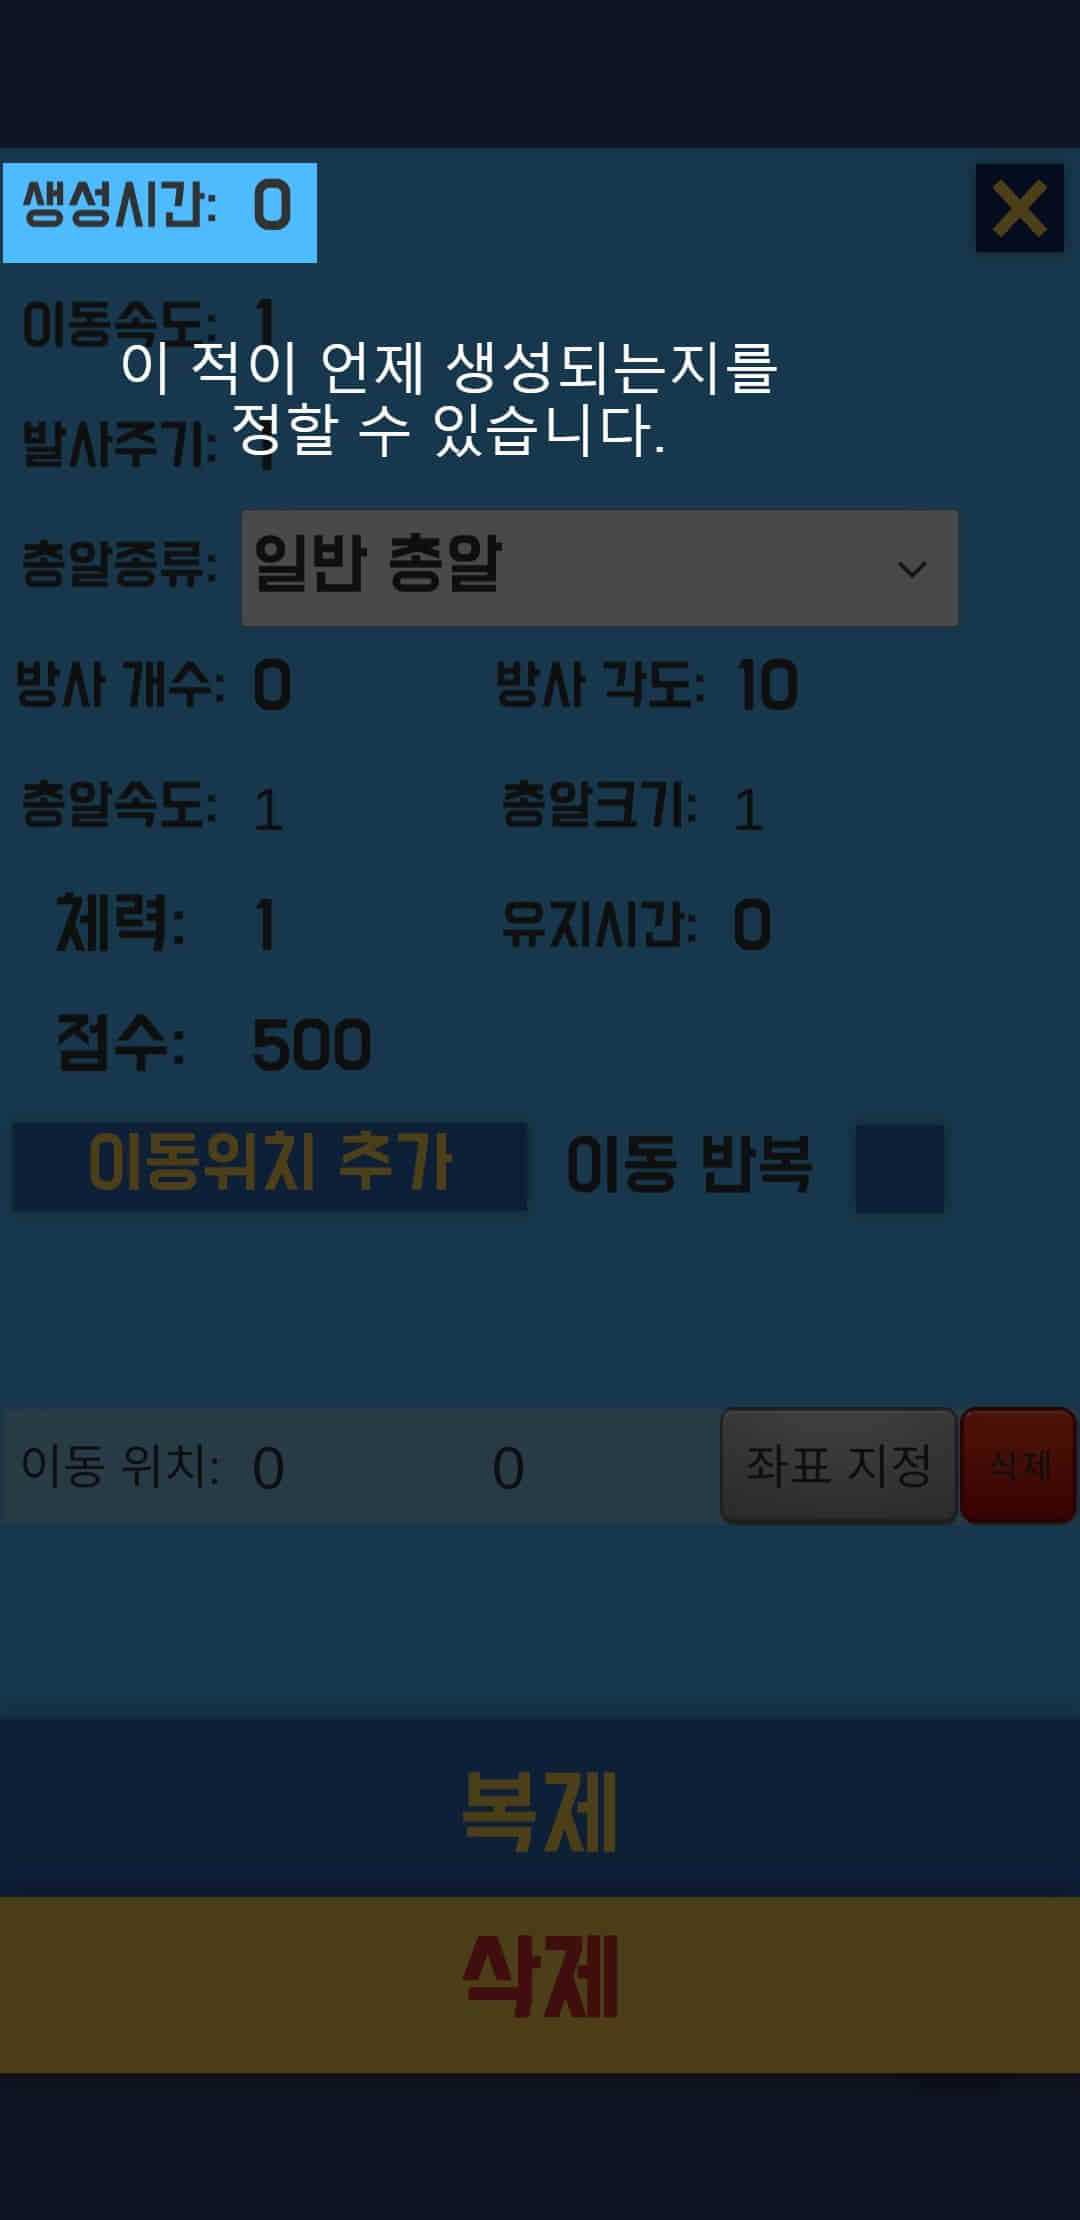 생성시간: 0
이동속도: 1
이 적이 언제 생성되는지를
정할 수 있습니다.
발사주기: 1
총알종류: 일반 총알
방사 개수: 0 방사 각도: 10
총알속도: 1 총알크기: 1
체력: 1 유지시간: 0
점수: 500
이동위치 추가 이동 반복
이동 위치: 0 0 좌표 지정 삭제
복제
삭제